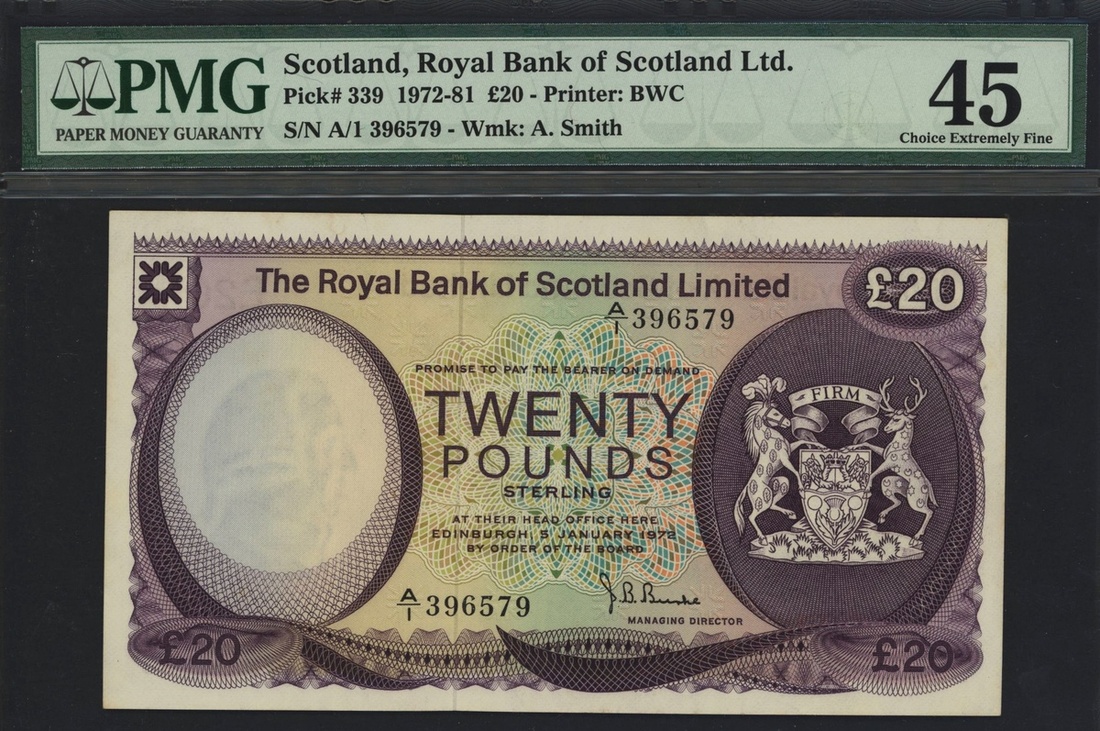 PMG
PAPER MONEY GUARANTY
Scotland, Royal Bank of Scotland Ltd.
Pick# 339 1972-81 £20 - Printer: BWC
S/N A/1 396579 - Wmk: A. Smith
45
Choice Extremely Fine
The Royal Bank of Scotland Limited
£20
A/1 396579
PROMISE TO PAY THE BEARER ON DEMAND
TWENTY
POUNDS
STERLING
AT THEIR HEAD OFFICE HERE
EDINBURGH, 5 JANUARY 1972
BY ORDER OF THE BOARD
FIRM
A/1 396579
J. B. Burke
MANAGING DIRECTOR
£20
£20